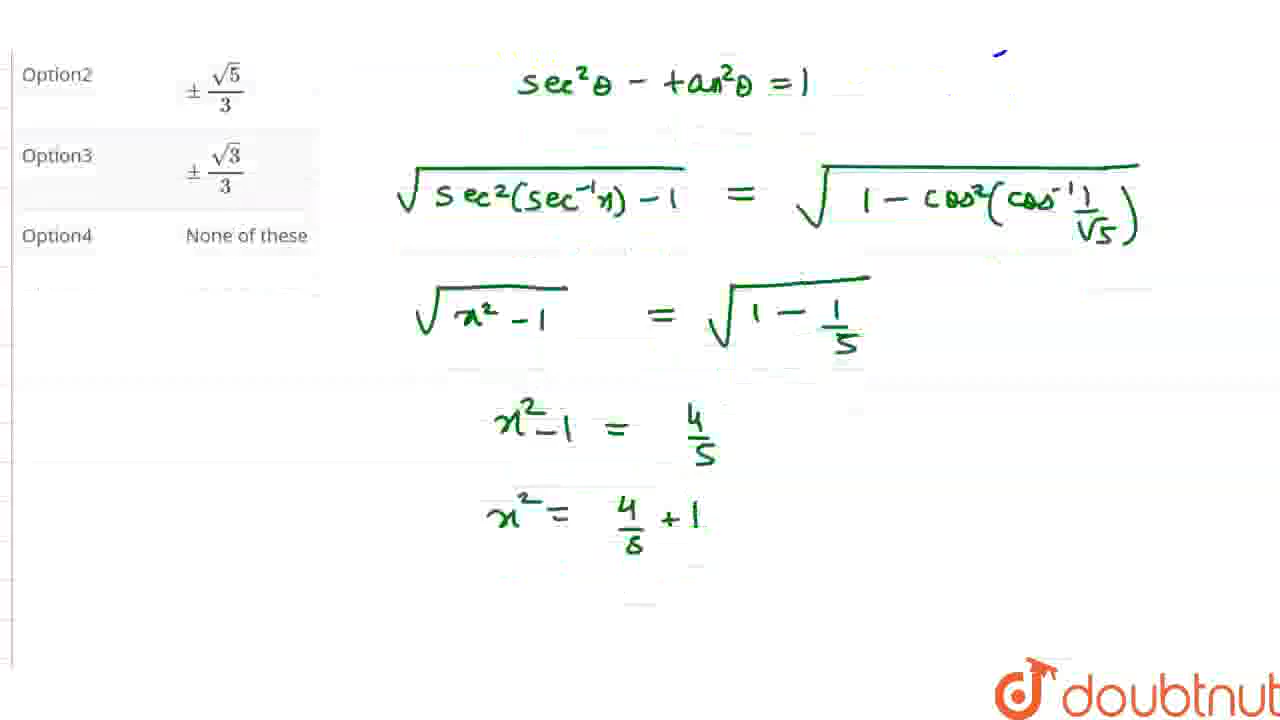 Option2 ± √5/3
sec²θ - tan²θ = 1
Option3 ± √3/3
√(sec²(sec⁻¹x) - 1) = √(1 - cos²(cos⁻¹ 1/√5))
Option4 None of these
√(x² - 1) = √(1 - 1/5)
x² - 1 = 4/5
x² = 4/5 + 1
doubtnut